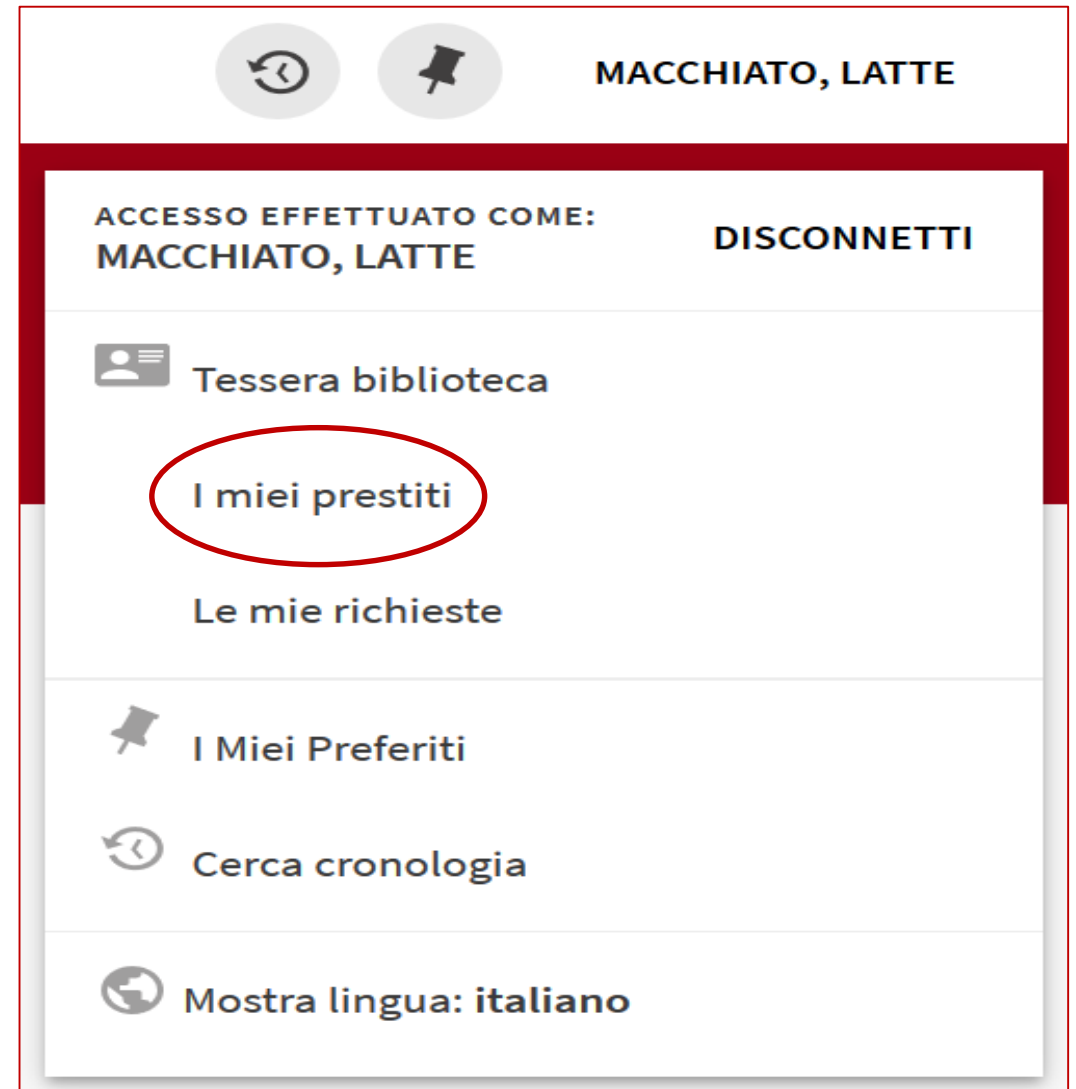 MACCHIATO, LATTE
ACCESSO EFFETTUATO COME:
MACCHIATO, LATTE
DISCONNETTI
Tessera biblioteca
I miei prestiti
Le mie richieste
I Miei Preferiti
Cerca cronologia
Mostra lingua: italiano